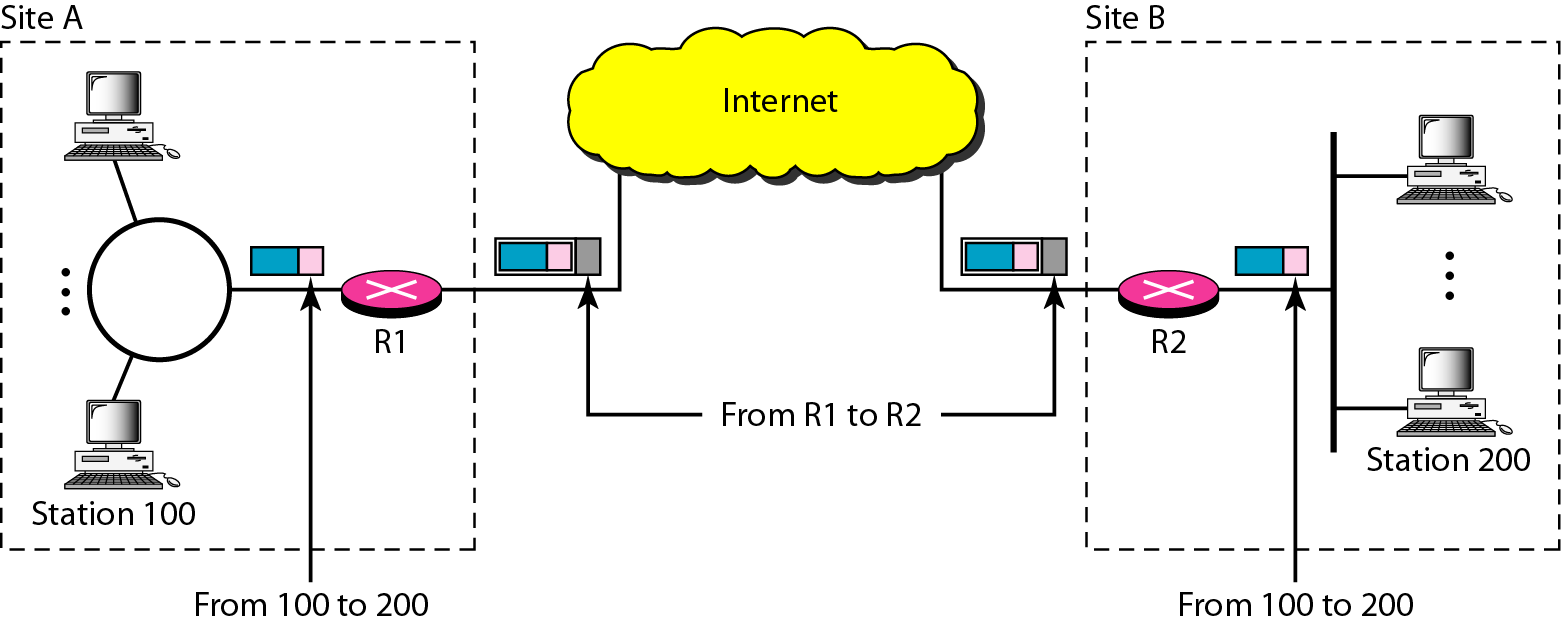 Site A
Site B
Internet
R1
R2
From R1 to R2
Station 200
Station 100
From 100 to 200
From 100 to 200